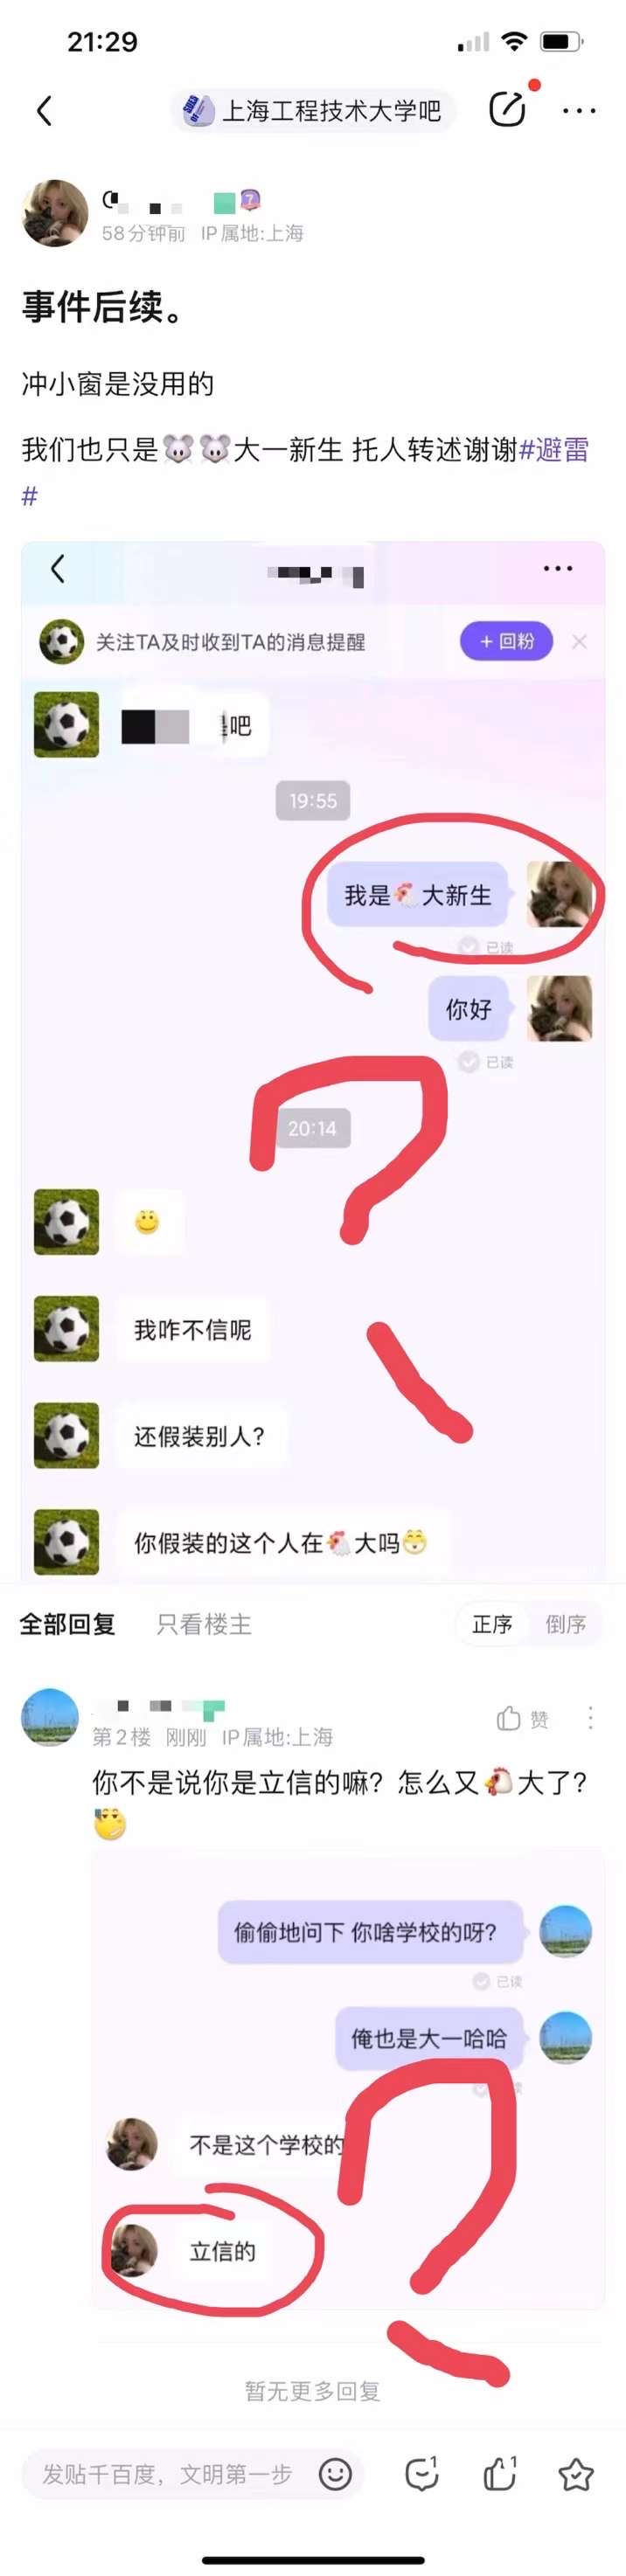 21:29
上海工程技术大学吧
58分钟前 IP属地:上海
事件后续。
冲小窗是没用的
我们也只是🐭🐭大一新生 托人转述谢谢#避雷
#
关注TA及时收到TA的消息提醒
+ 回粉
吧
19:55
我是🐔大新生
已读
你好
已读
20:14
我咋不信呢
还假装别人?
你假装的这个人在🐔大吗😁
全部回复 只看楼主 正序 倒序
第2楼 刚刚 IP属地:上海
赞
你不是说你是立信的嘛? 怎么又🐔大了?
偷偷地问下 你啥学校的呀?
已读
俺也是大一哈哈
不是这个学校的
立信的
暂无更多回复
发贴千百度，文明第一步
1
1